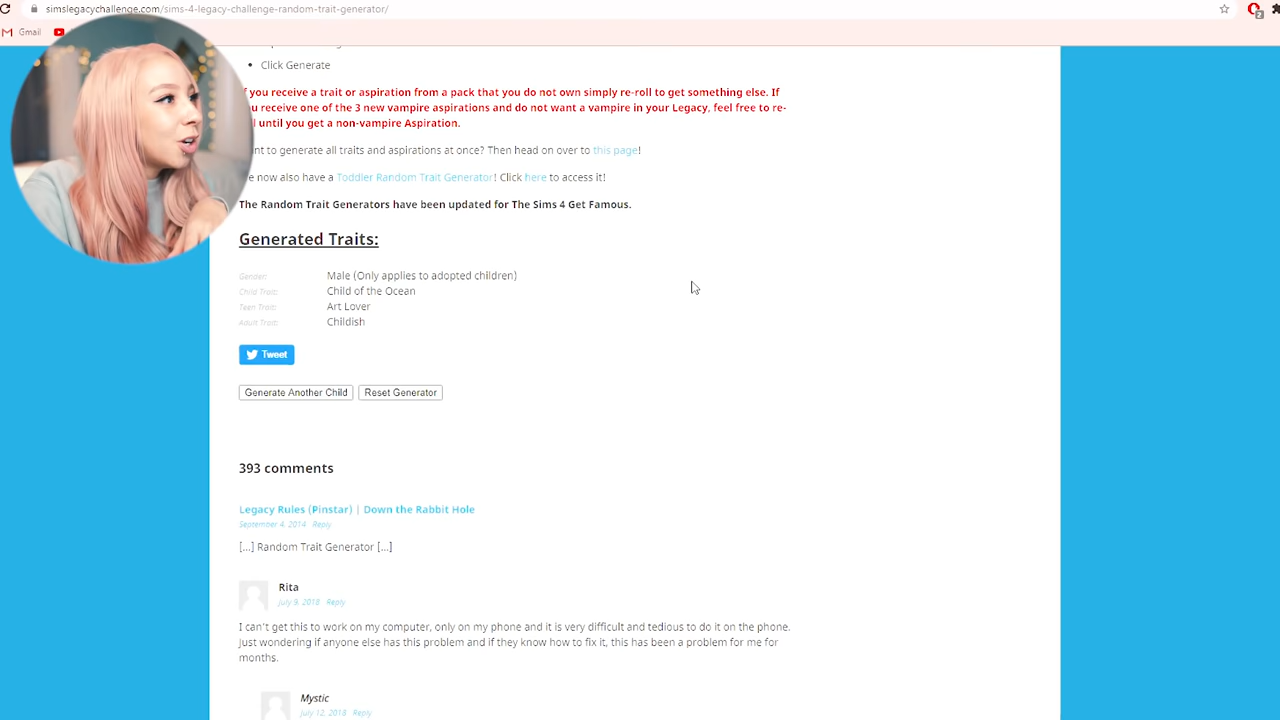 simslegacychallenge.com/sims-4-legacy-challenge-random-trait-generator/
Gmail
Click Generate
f you receive a trait or aspiration from a pack that you do not own simply re-roll to get something else. If
u receive one of the 3 new vampire aspirations and do not want a vampire in your Legacy, feel free to re-
l until you get a non-vampire Aspiration.
nt to generate all traits and aspirations at once? Then head on over to this page!
e now also have a Toddler Random Trait Generator! Click here to access it!
The Random Trait Generators have been updated for The Sims 4 Get Famous.
Generated Traits:
Gender: Male (Only applies to adopted children)
Child Trait: Child of the Ocean
Teen Trait: Art Lover
Adult Trait: Childish
Tweet
Generate Another Child Reset Generator
393 comments
Legacy Rules (Pinstar) | Down the Rabbit Hole
September 4, 2014 Reply
[...] Random Trait Generator [...]
Rita
July 9, 2018 Reply
I can't get this to work on my computer, only on my phone and it is very difficult and tedious to do it on the phone.
Just wondering if anyone else has this problem and if they know how to fix it, this has been a problem for me for
months.
Mystic
July 12, 2018 Reply